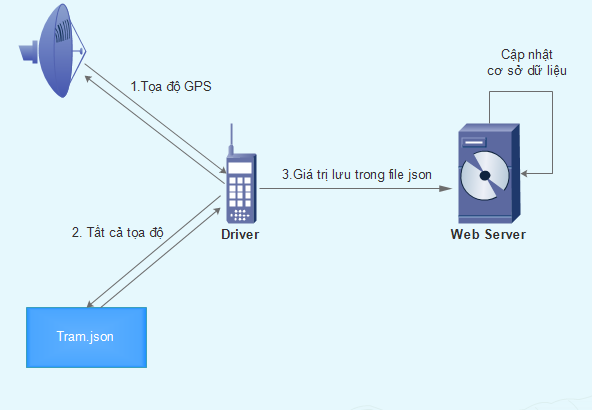 Cập nhật
cơ sở dữ liệu
1.Tọa độ GPS
3.Giá trị lưu trong file json
2. Tất cả tọa độ
Driver
Web Server
Tram.json